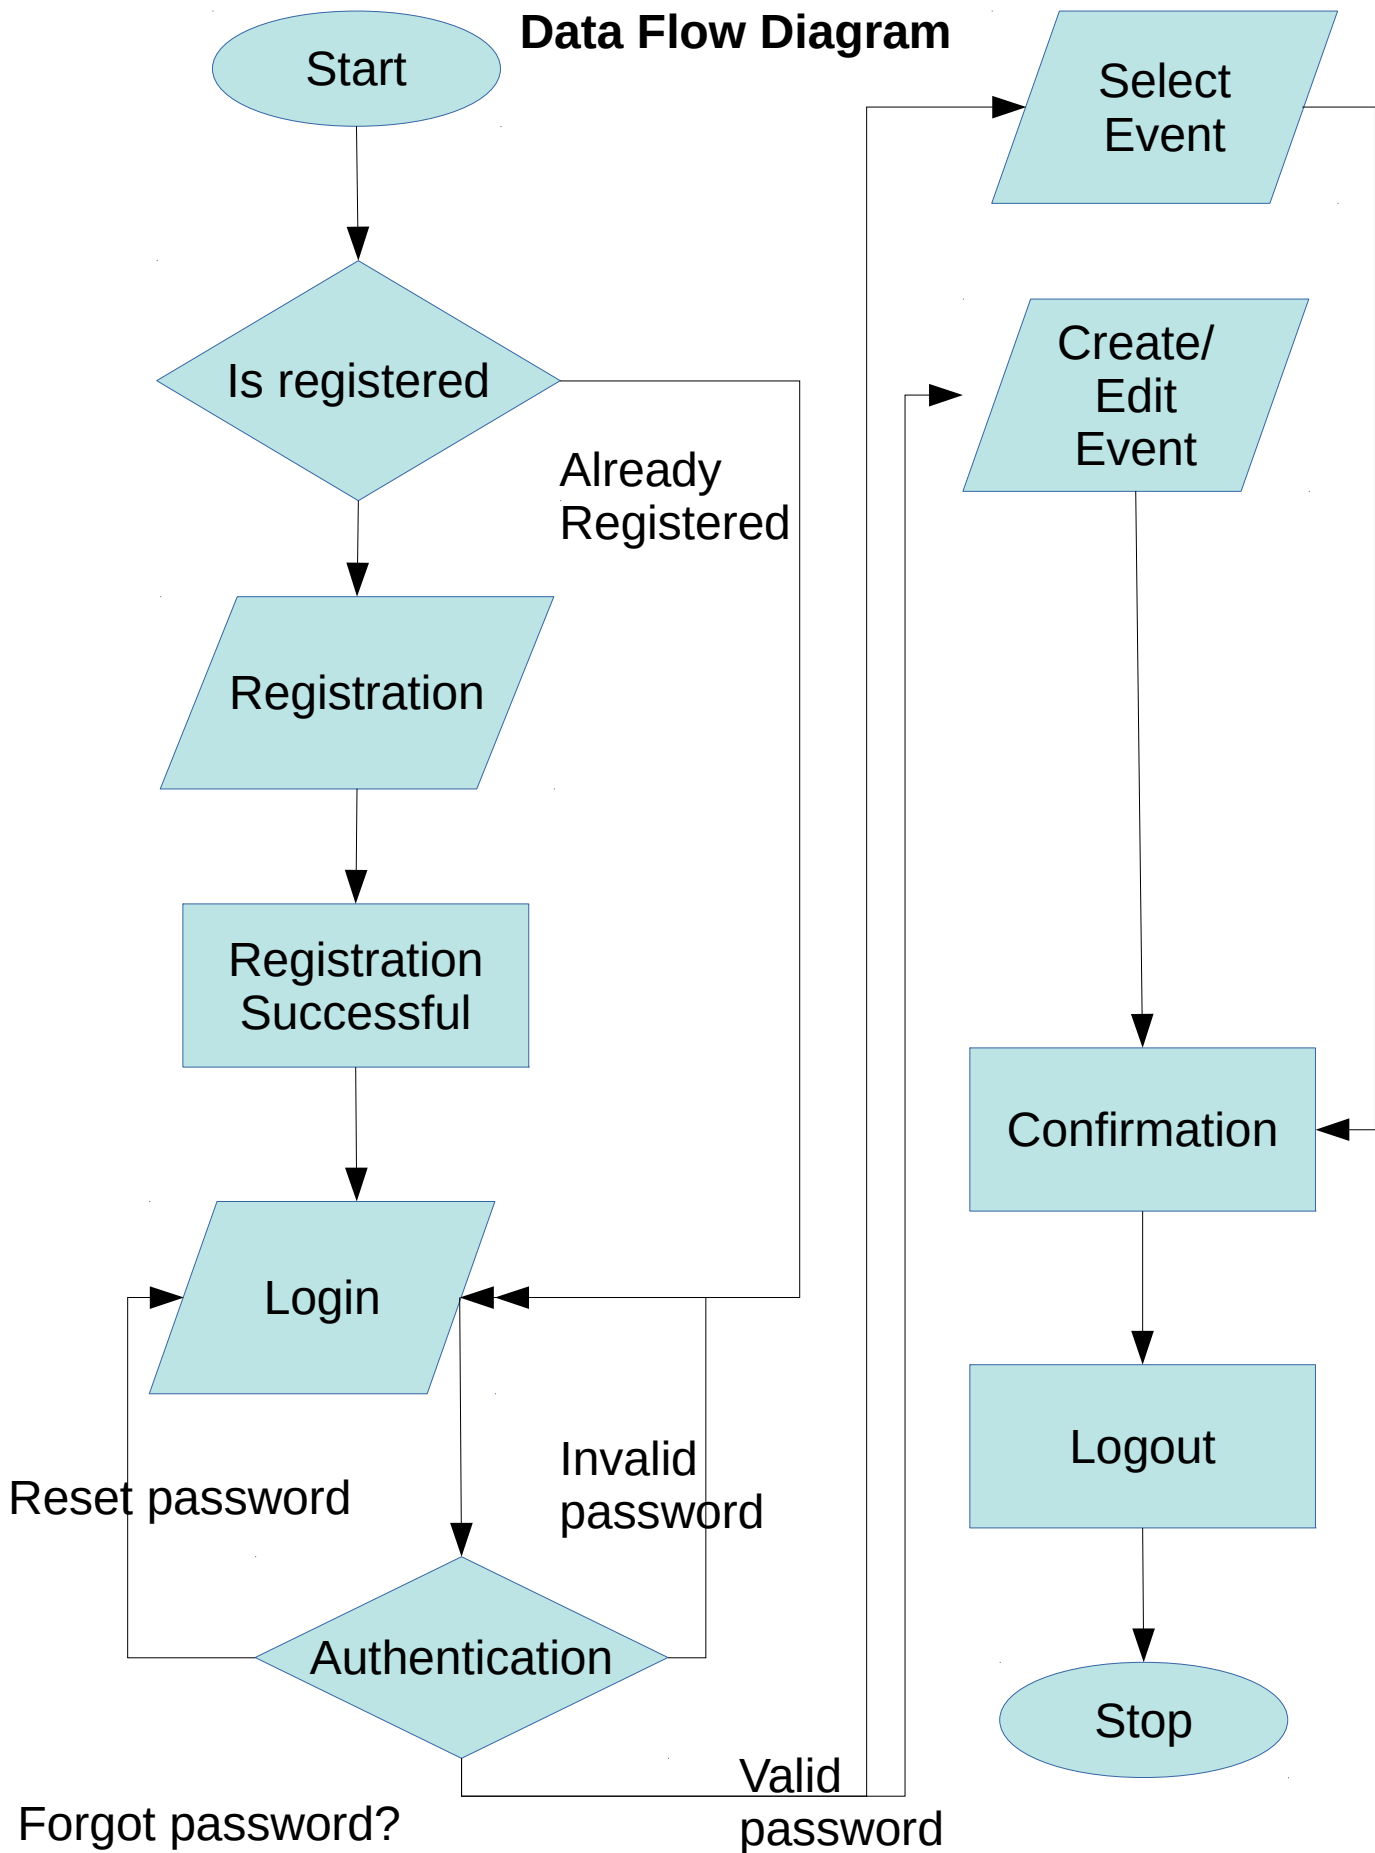 Data Flow Diagram
Start
Is registered
Already
Registered
Registration
Registration
Successful
Login
Reset password
Invalid
password
Authentication
Forgot password?
Valid
password
Select
Event
Create/
Edit
Event
Confirmation
Logout
Stop